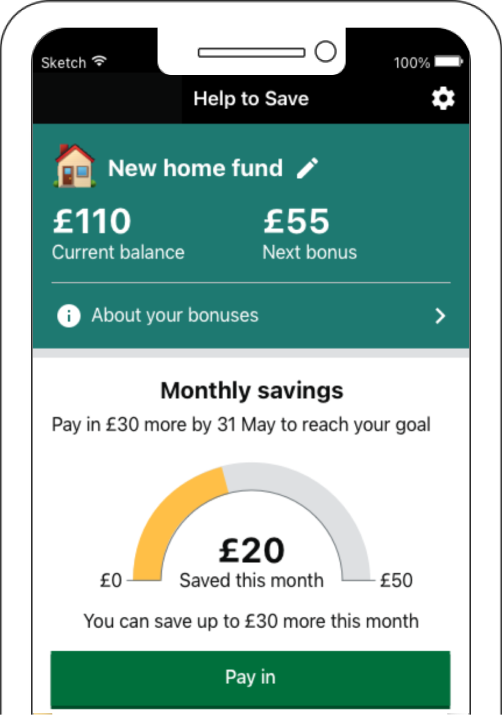 Sketch 100%
Help to Save
New home fund
£110 £55
Current balance Next bonus
About your bonuses
Monthly savings
Pay in £30 more by 31 May to reach your goal
£20
£0 Saved this month £50
You can save up to £30 more this month
Pay in